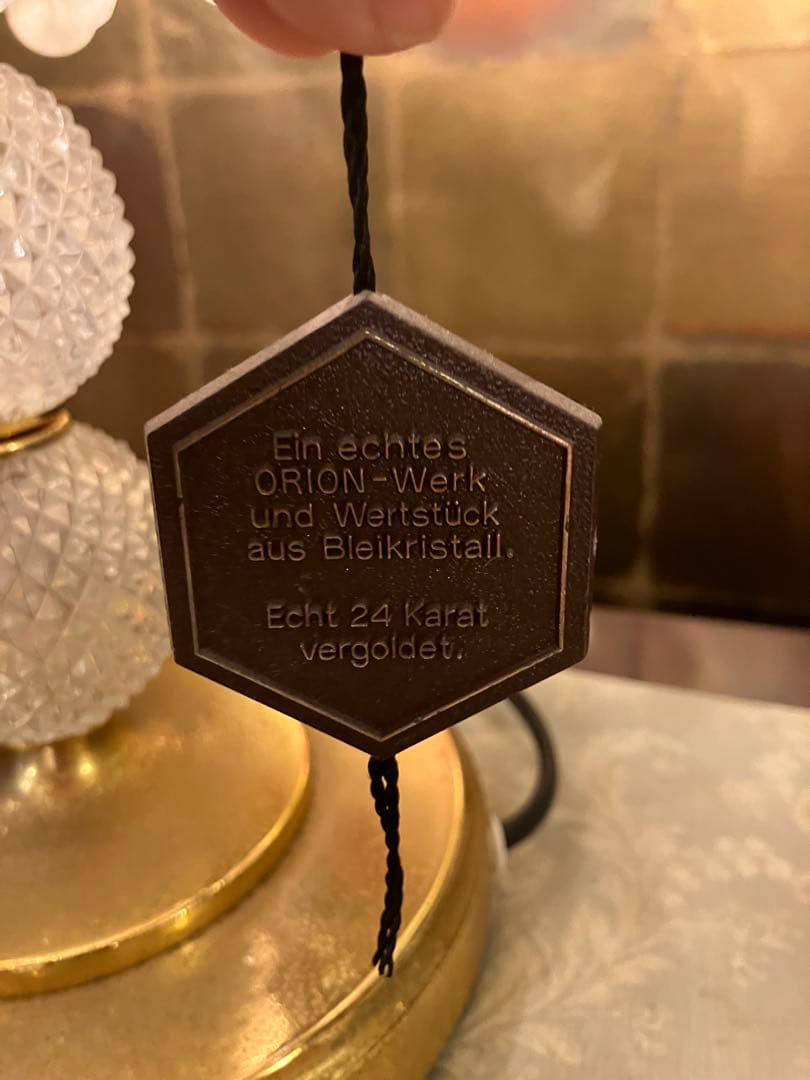 Ein echtes
ORION-Werk
und Wertstück
aus Bleikristall.
Echt 24 Karat
vergoldet.